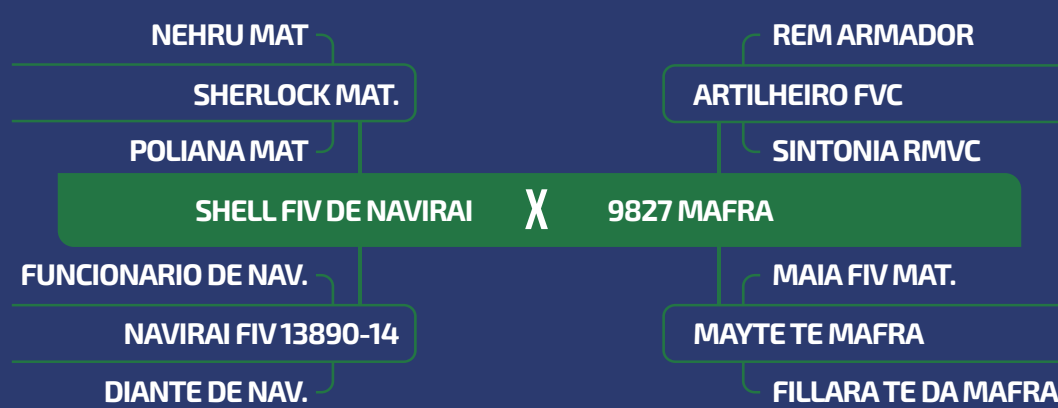 NEHRU MAT
REM ARMADOR
SHERLOCK MAT.
ARTILHEIRO FVC
POLIANA MAT
SINTONIA RMVC
SHELL FIV DE NAVIRAI X 9827 MAFRA
FUNCIONARIO DE NAV.
MAIA FIV MAT.
NAVIRAI FIV 13890-14
MAYTE TE MAFRA
DIANTE DE NAV.
FILLARA TE DA MAFRA